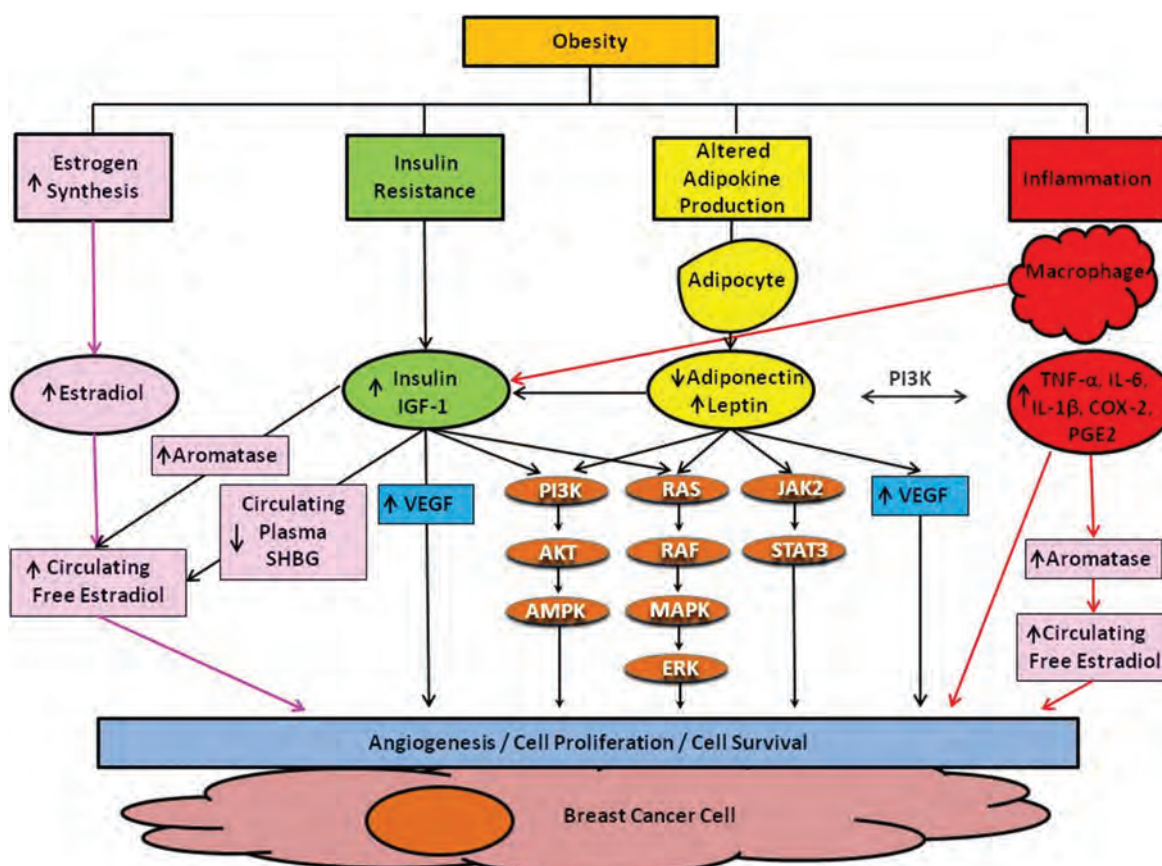 Obesity
↑ Estrogen
Synthesis
Insulin
Resistance
Altered
Adipokine
Production
Inflammation
Adipocyte
Macrophage
↑Estradiol
↑ Insulin
IGF-1
↓Adiponectin
↑Leptin
PI3K
↑ TNF-α, IL-6,
IL-1β, COX-2,
PGE2
↑Aromatase
Circulating
↓ Plasma
SHBG
↑ VEGF
PI3K
RAS
JAK2
↑ VEGF
AKT
RAF
STAT3
↑Aromatase
↑ Circulating
Free Estradiol
AMPK
MAPK
ERK
↑Circulating
Free Estradiol
Angiogenesis / Cell Proliferation / Cell Survival
Breast Cancer Cell